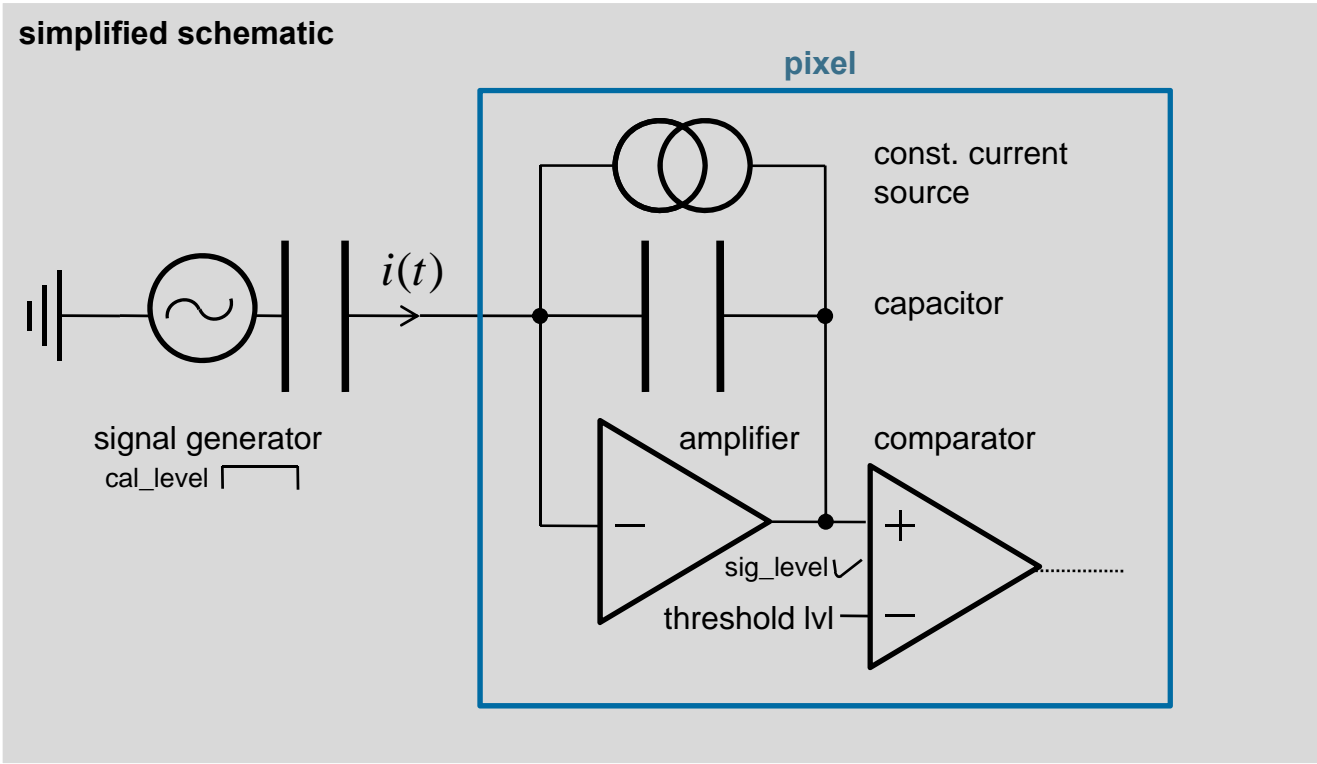 simplified schematic
pixel
const. current
source
i(t)
capacitor
signal generator
cal_level
amplifier
comparator
−
+
sig_level
threshold lvl
−